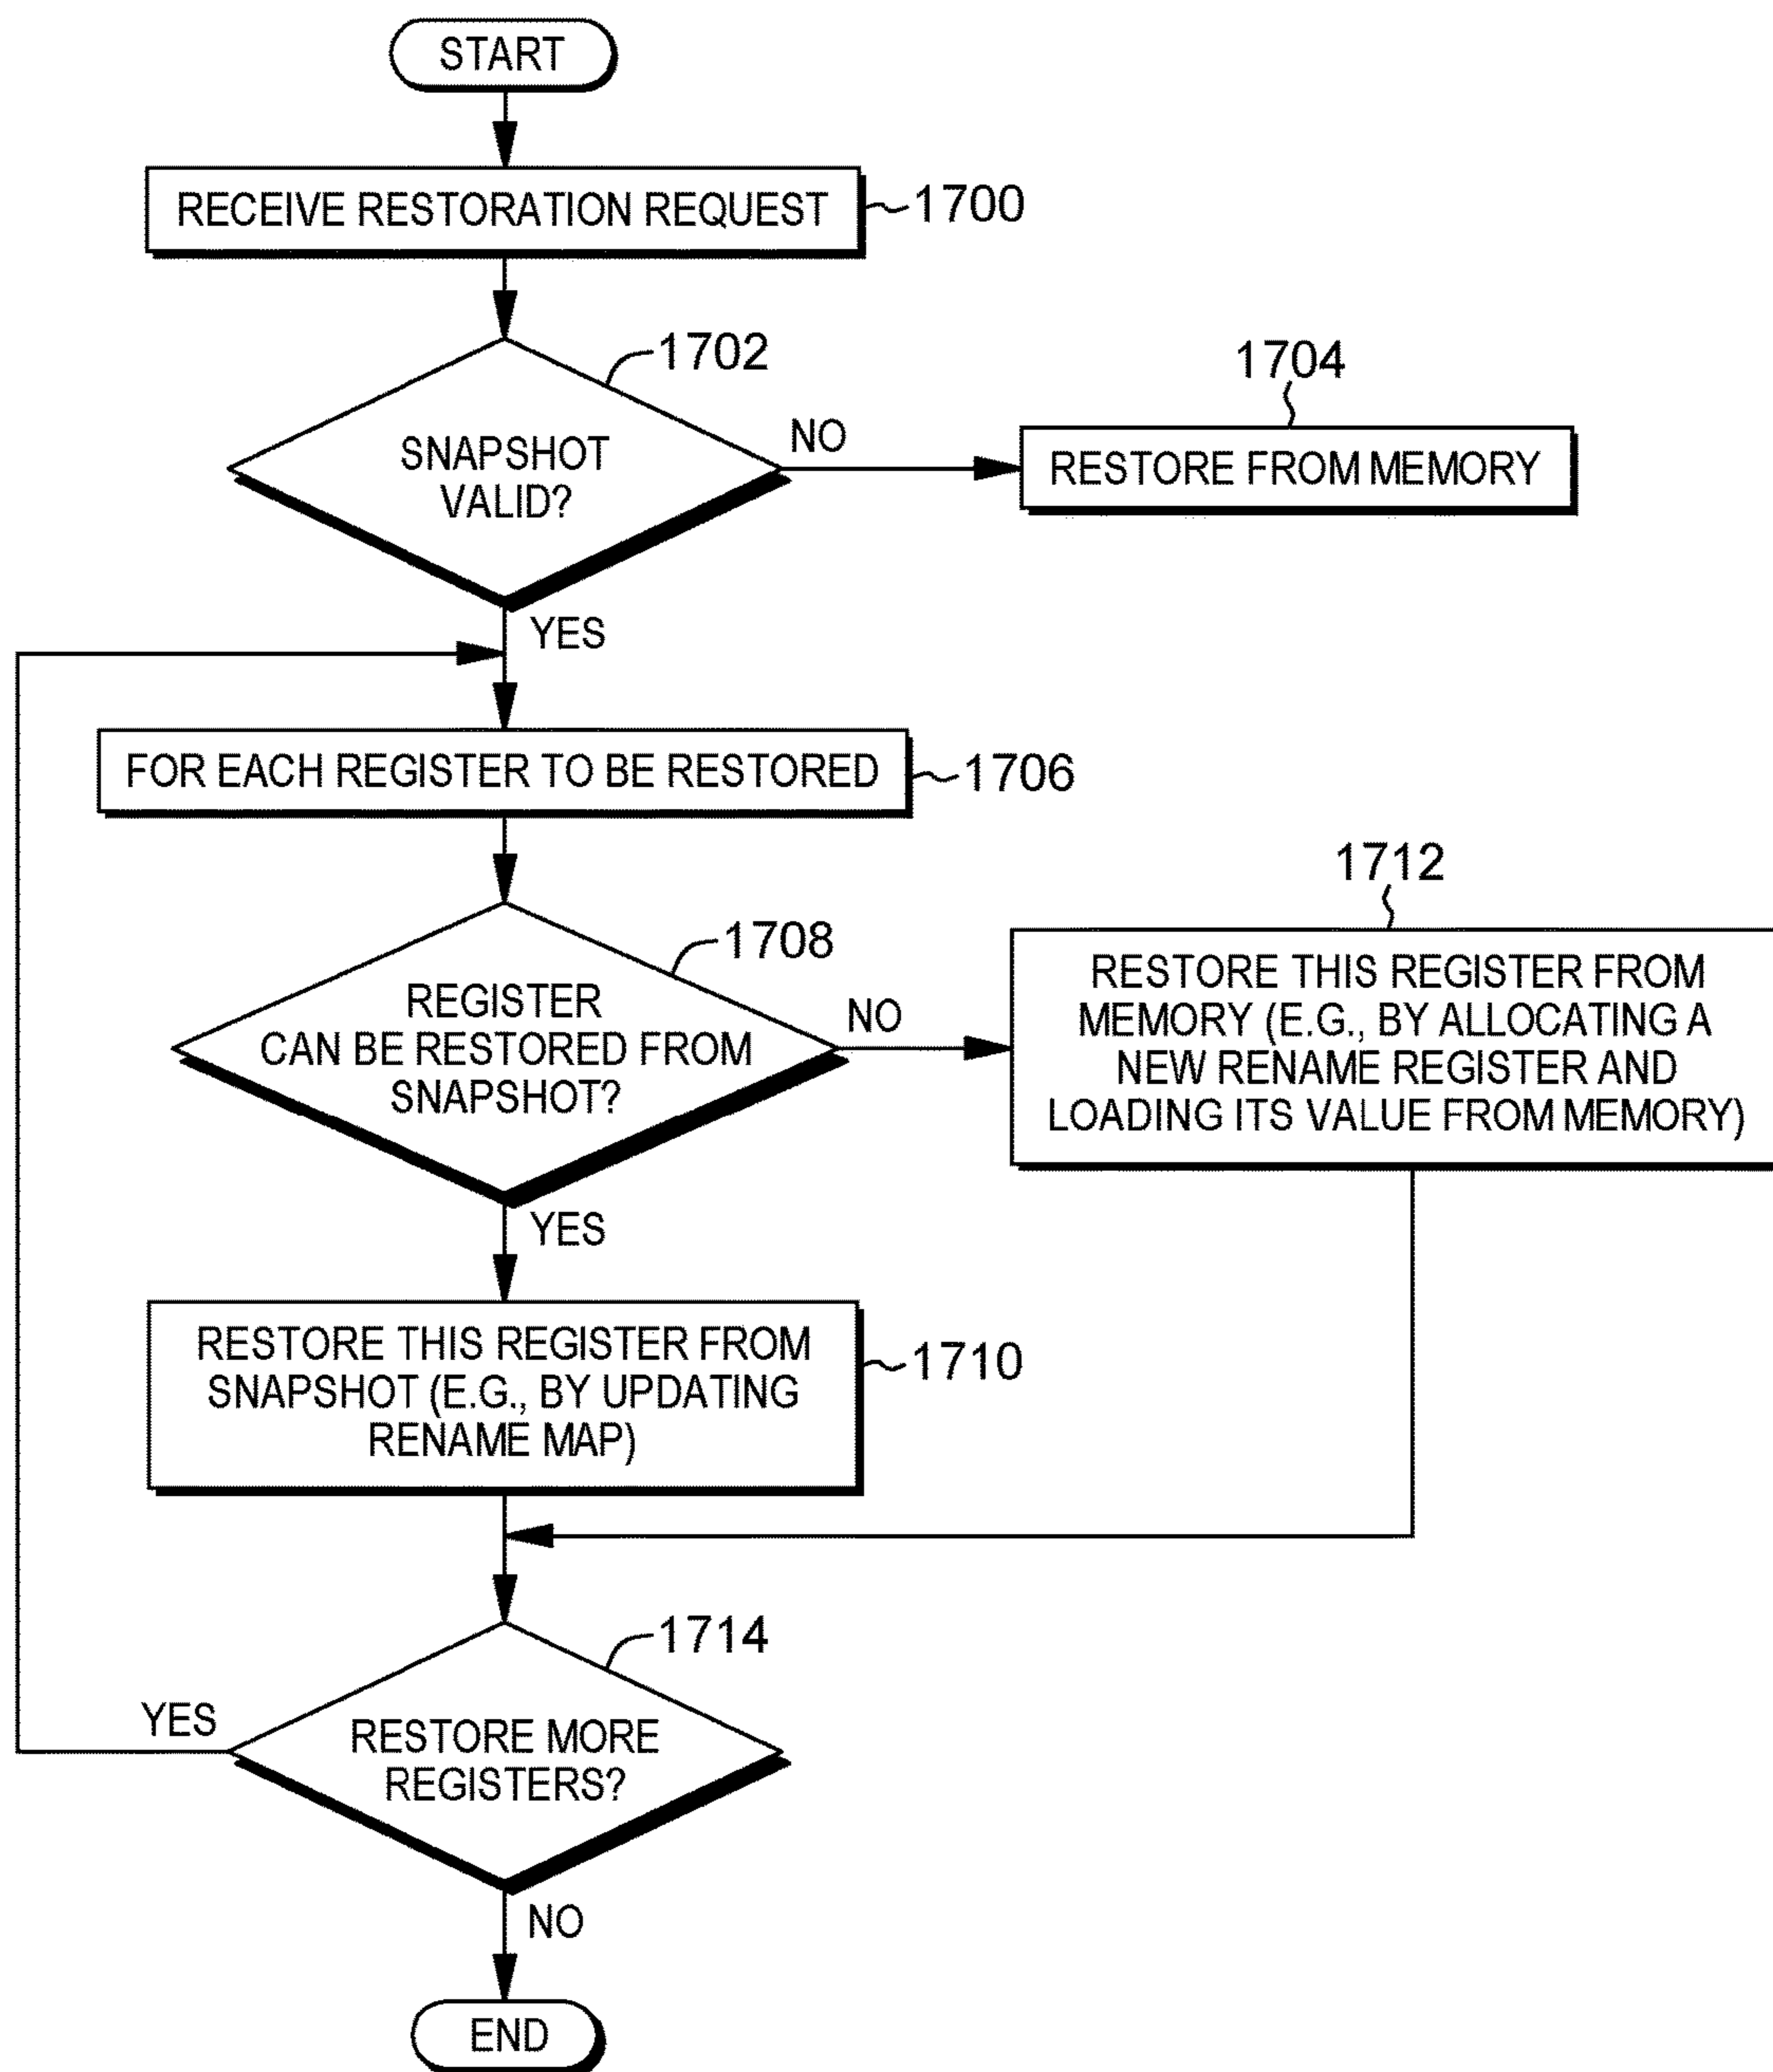 START
RECEIVE RESTORATION REQUEST
1700
1702
SNAPSHOT
VALID?
NO
1704
RESTORE FROM MEMORY
YES
FOR EACH REGISTER TO BE RESTORED
1706
1708
REGISTER
CAN BE RESTORED FROM
SNAPSHOT?
NO
1712
RESTORE THIS REGISTER FROM
MEMORY (E.G., BY ALLOCATING A
NEW RENAME REGISTER AND
LOADING ITS VALUE FROM MEMORY)
YES
RESTORE THIS REGISTER FROM
SNAPSHOT (E.G., BY UPDATING
RENAME MAP)
1710
1714
RESTORE MORE
REGISTERS?
YES
NO
END